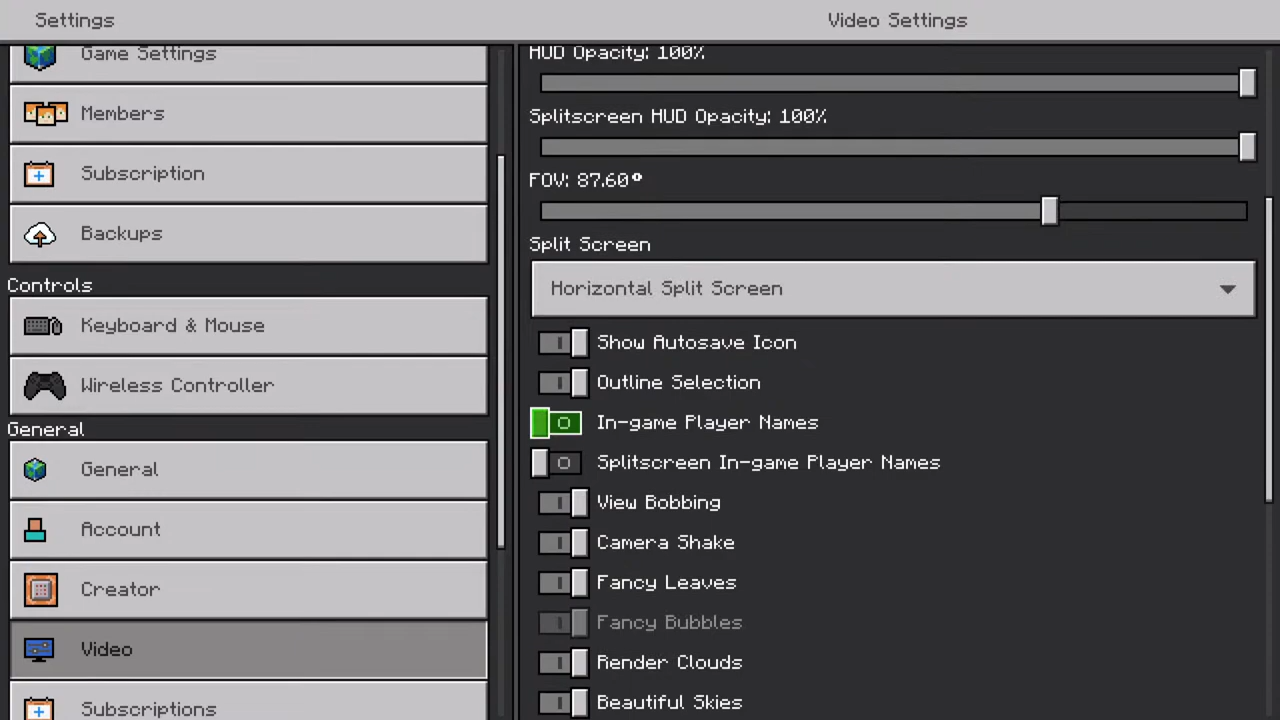 Settings
Video Settings
Game Settings
Members
Subscription
Backups
Controls
Keyboard & Mouse
Wireless Controller
General
General
Account
Creator
Video
Subscriptions
HUD Opacity: 100%
Splitscreen HUD Opacity: 100%
FOV: 87.60°
Split Screen
Horizontal Split Screen
Show Autosave Icon
Outline Selection
In-game Player Names
Splitscreen In-game Player Names
View Bobbing
Camera Shake
Fancy Leaves
Fancy Bubbles
Render Clouds
Beautiful Skies